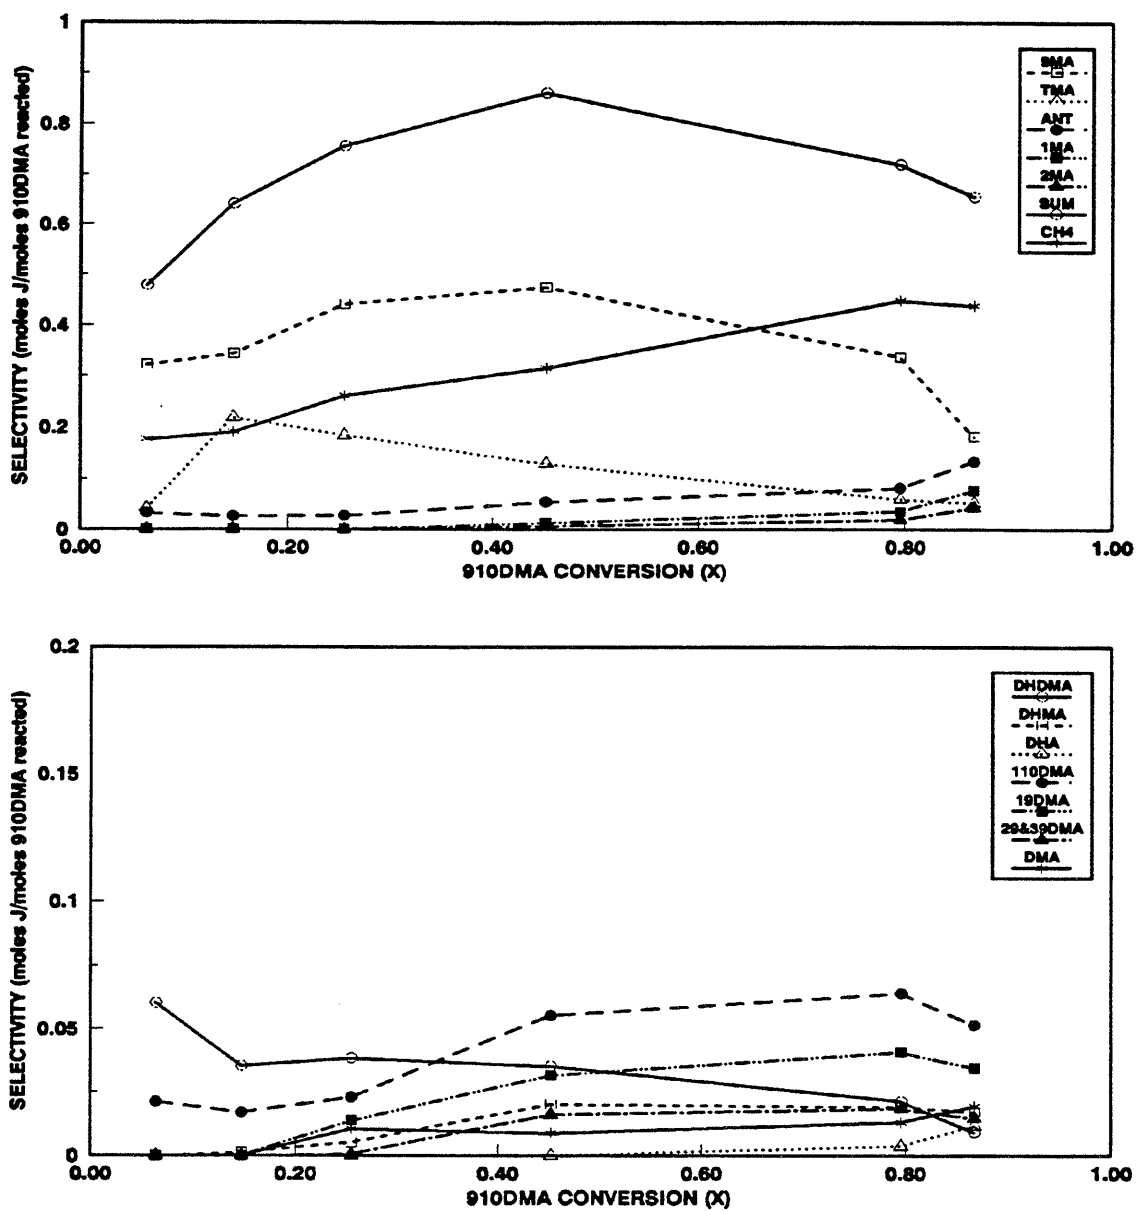 1
0.8
0.6
0.4
0.2
0
SELECTIVITY (moles J/moles 910DMA reacted)
9MA
TMA
ANT
1MA
2MA
SUM
CH4
0.00
0.20
0.40
0.60
0.80
1.00
910DMA CONVERSION (X)
0.2
0.15
0.1
0.05
0
SELECTIVITY (moles J/moles 910DMA reacted)
DHDMA
DHMA
DHA
110DMA
19DMA
29&39DMA
DMA
0.00
0.20
0.40
0.60
0.80
1.00
910DMA CONVERSION (X)